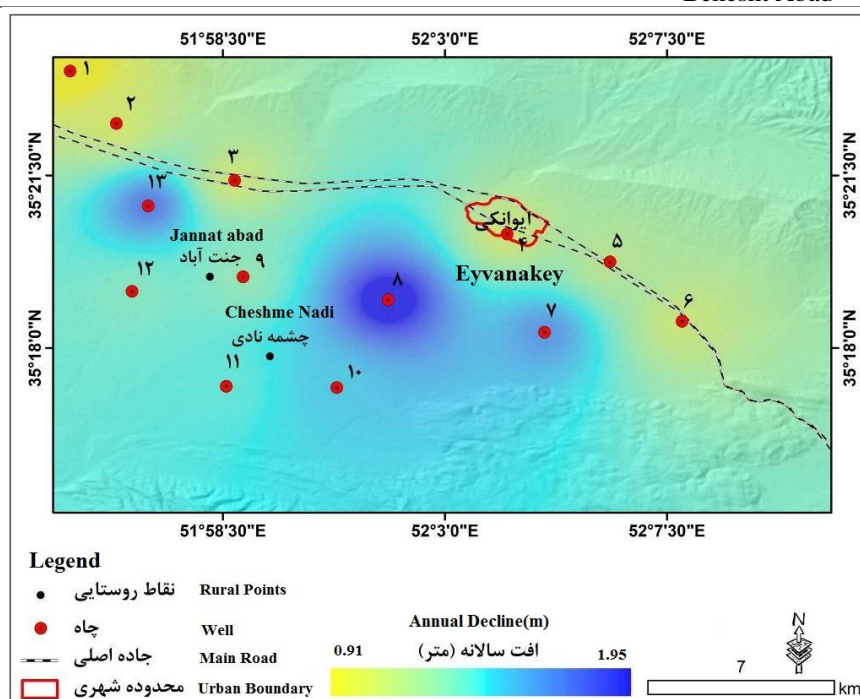 51°58'30"E 52°3'0"E 52°7'30"E
35°21'30"N 35°21'30"N
35°18'0"N 35°18'0"N
۱
۲
۳
۱۳
ایوانکی
۴
Jannat abad
جنت آباد
۹
۵
Eyvanakey
۱۲
۸
Cheshme Nadi
چشمه نادی
۷
۶
۱۱
۱۰
51°58'30"E 52°3'0"E 52°7'30"E
Legend
نقاط روستایی Rural Points
چاه Well
جاده اصلی Main Road
محدوده شهری Urban Boundary
Annual Decline(m)
0.91 افت سالانه (متر) 1.95
N
7
km